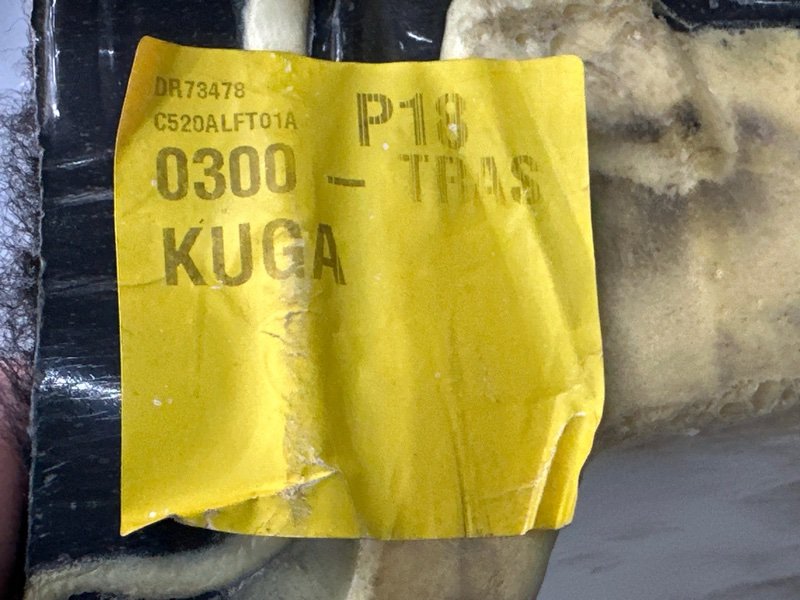 DR73478
C520ALFT01A
P18
0300 - TRAS
KUGA